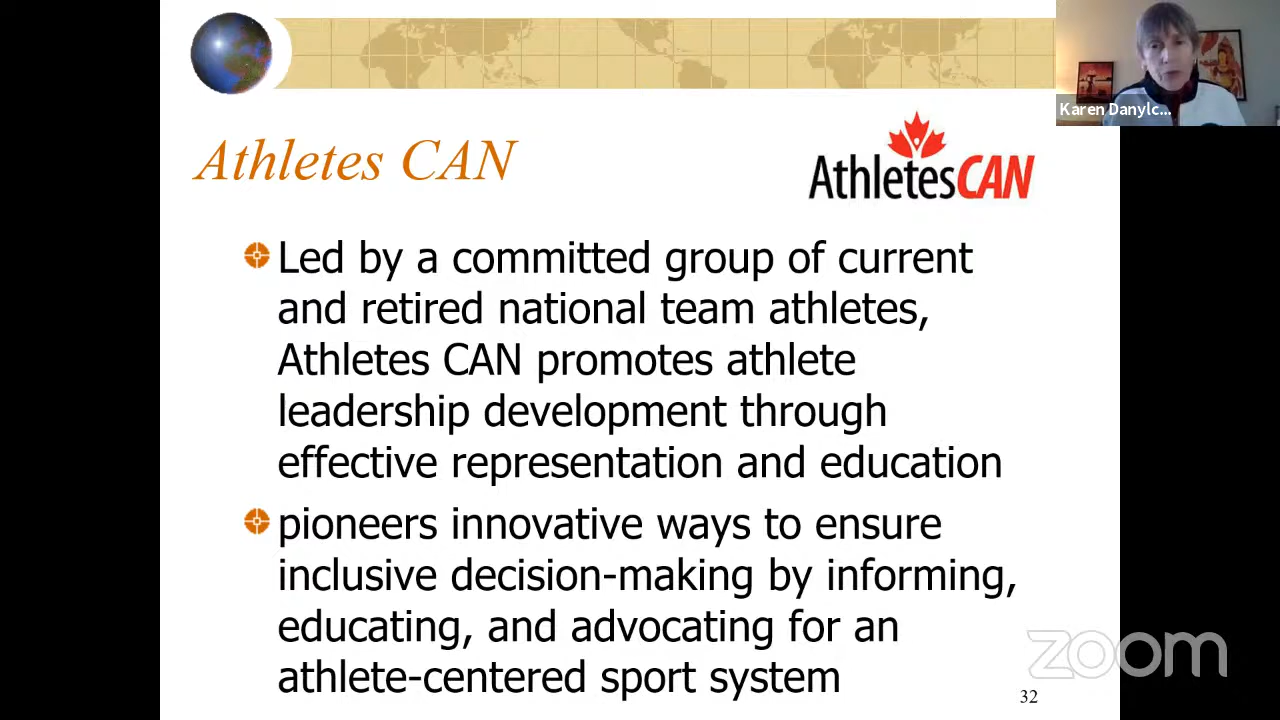 Karen Danylc...
Athletes CAN
AthletesCAN
Led by a committed group of current
and retired national team athletes,
Athletes CAN promotes athlete
leadership development through
effective representation and education
pioneers innovative ways to ensure
inclusive decision-making by informing,
educating, and advocating for an
athlete-centered sport system
zoom
32